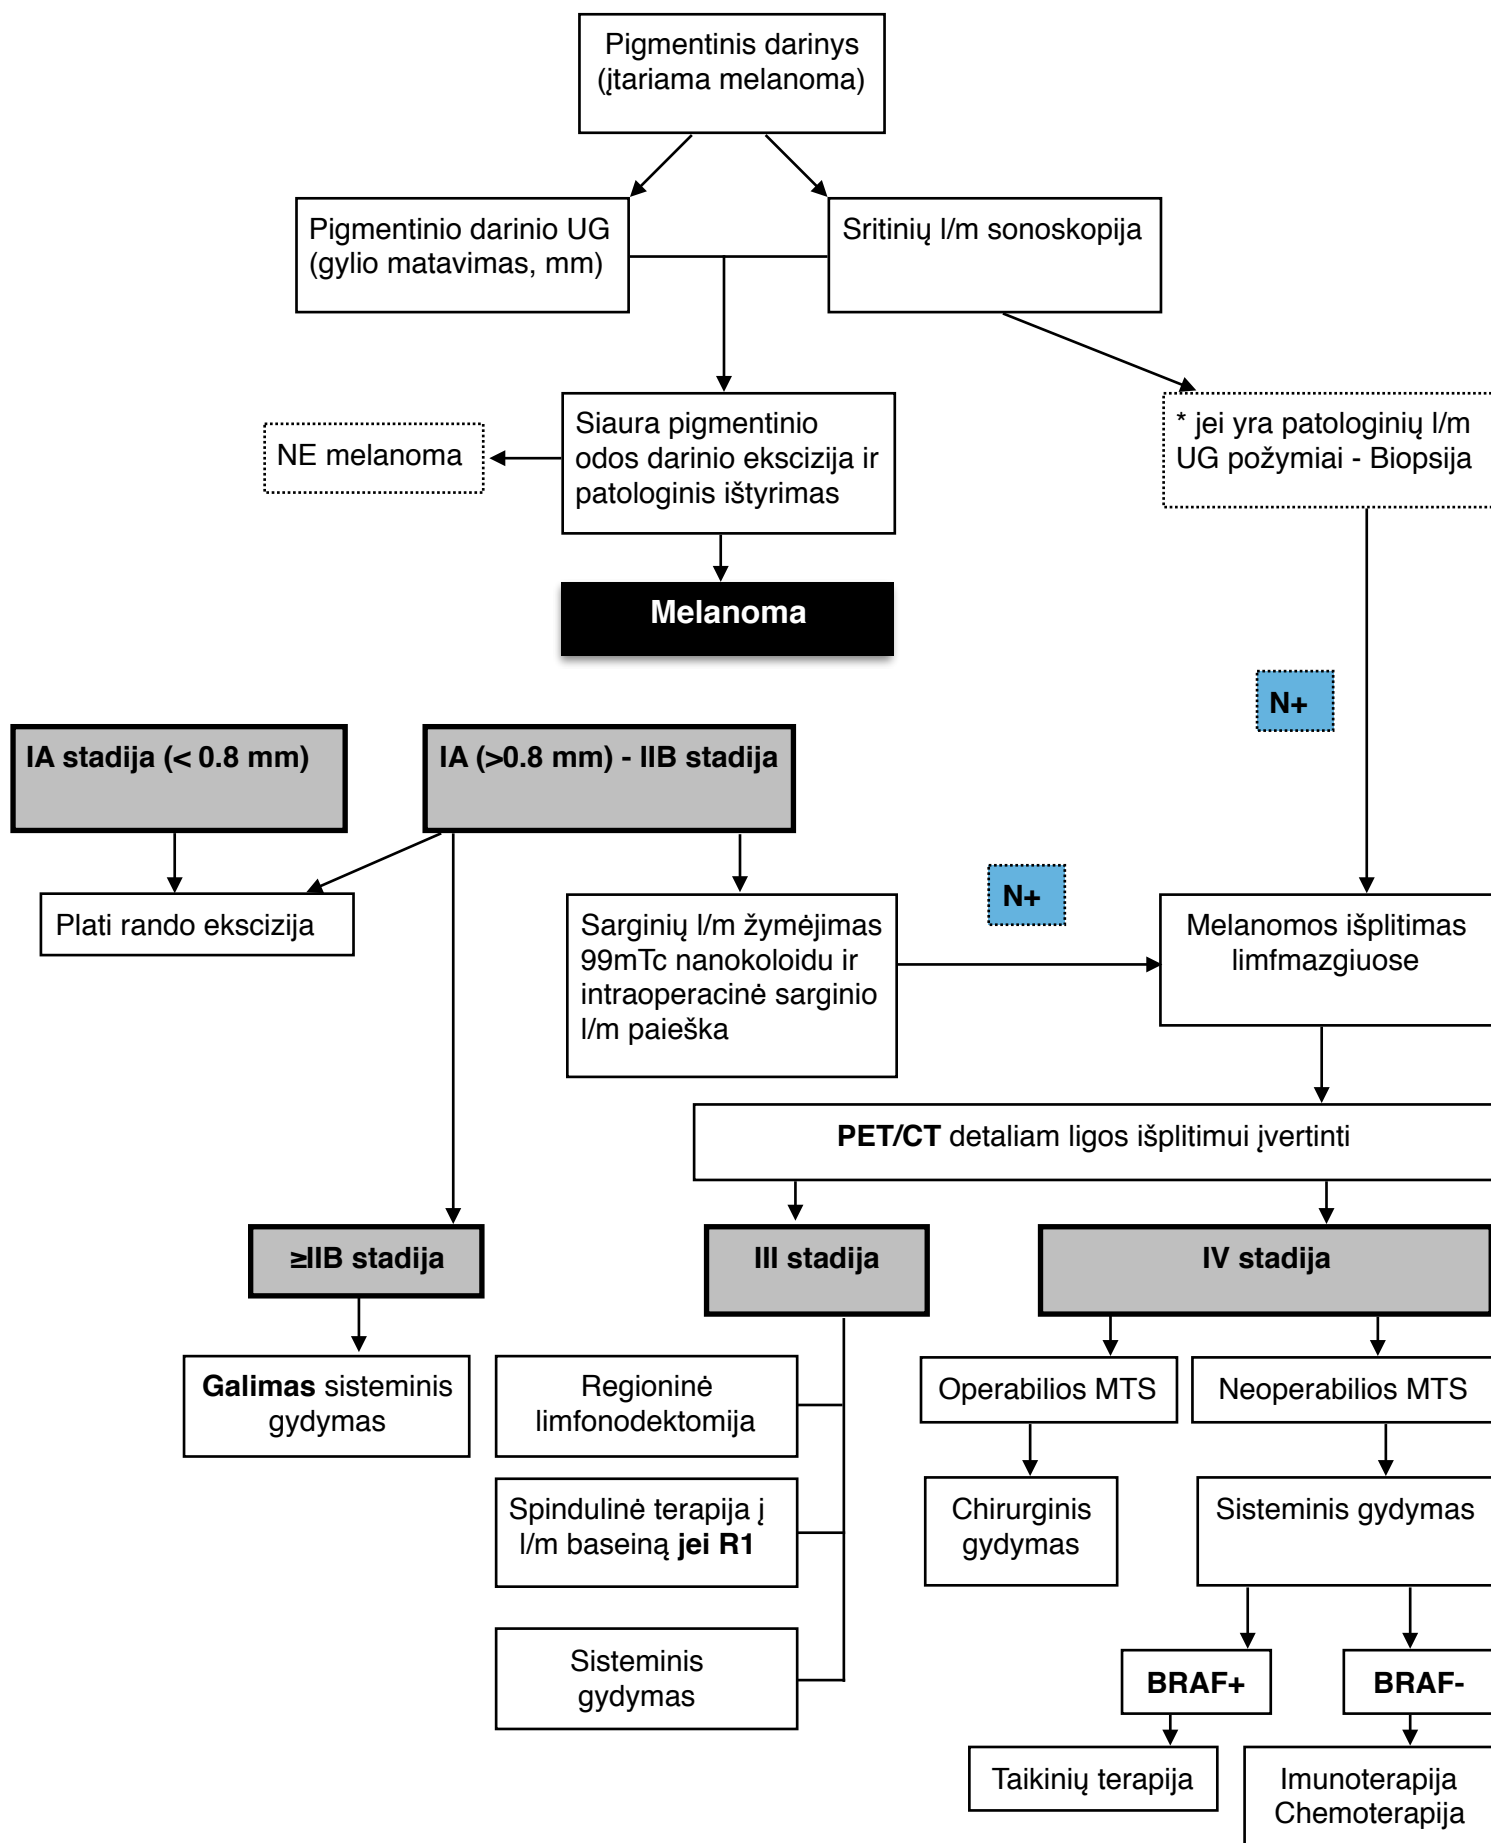 Pigmentinis darinys
(įtariama melanoma)
Pigmentinio darinio UG
(gylio matavimas, mm)
Sritinių l/m sonoskopija
NE melanoma
Siaura pigmentinio
odos darinio ekscizija ir
patologinis ištyrimas
* jei yra patologinių l/m
UG požymiai - Biopsija
Melanoma
N+
IA stadija (< 0.8 mm)
IA (>0.8 mm) - IIB stadija
Plati rando ekscizija
Sarginių l/m žymėjimas
99mTc nanokoloidu ir
intraoperacinė sarginio
l/m paieška
N+
Melanomos išplitimas
limfmazgiuose
PET/CT detaliam ligos išplitimui įvertinti
≥IIB stadija
III stadija
IV stadija
Galimas sisteminis
gydymas
Regioninė
limfonodektomija
Operabilios MTS
Neoperabilios MTS
Spindulinė terapija į
l/m baseiną jei R1
Chirurginis
gydymas
Sisteminis gydymas
Sisteminis
gydymas
BRAF+
BRAF-
Taikinių terapija
Imunoterapija
Chemoterapija